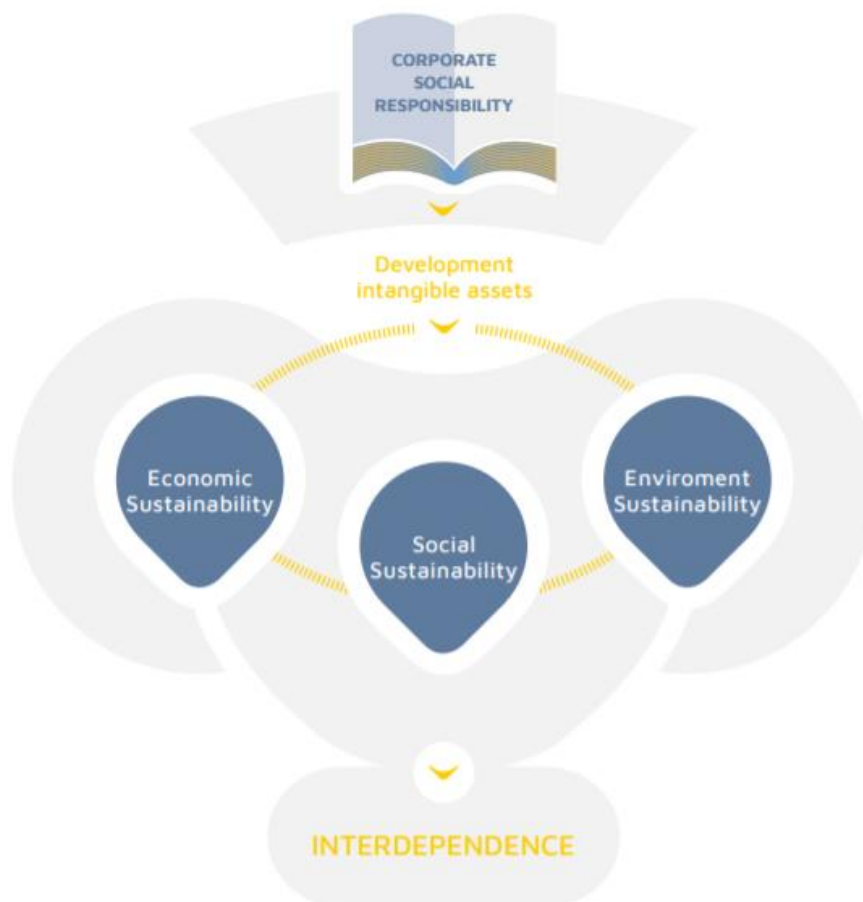 CORPORATE
SOCIAL
RESPONSIBILITY
Development
intangible assets
Economic
Sustainability
Social
Sustainability
Enviroment
Sustainability
INTERDEPENDENCE